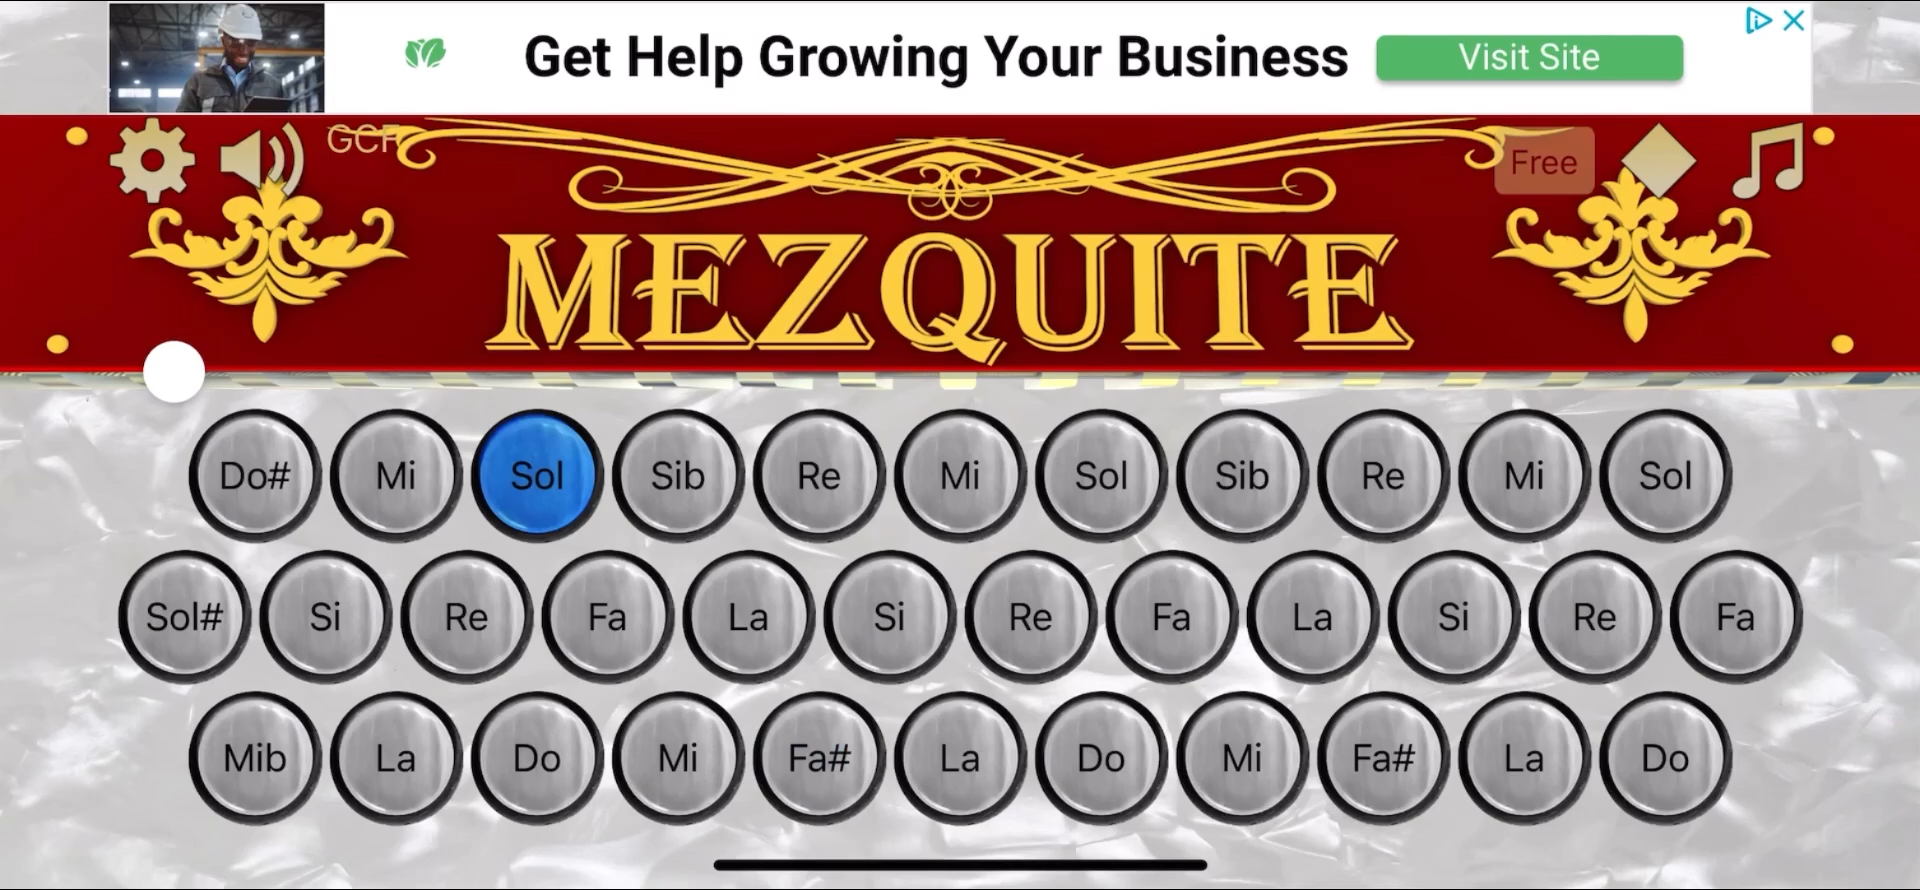 Get Help Growing Your Business
Visit Site
GCF
Free
MEZQUITE
Do# Mi Sol Sib Re Mi Sol Sib Re Mi Sol
Sol# Si Re Fa La Si Re Fa La Si Re Fa
Mib La Do Mi Fa# La Do Mi Fa# La Do